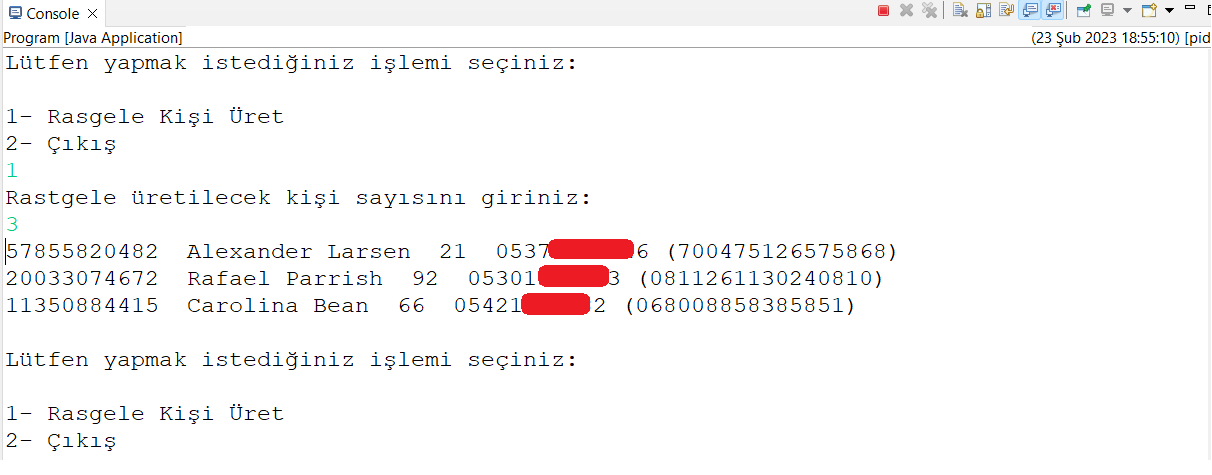 Console
Program [Java Application]
(23 Şub 2023 18:55:10) [pid
Lütfen yapmak istediğiniz işlemi seçiniz:
1- Rasgele Kişi Üret
2- Çıkış
1
Rastgele üretilecek kişi sayısını giriniz:
3
57855820482 Alexander Larsen 21 0537 6 (700475126575868)
20033074672 Rafael Parrish 92 05301 3 (0811261130240810)
11350884415 Carolina Bean 66 05421 2 (068008858385851)
Lütfen yapmak istediğiniz işlemi seçiniz:
1- Rasgele Kişi Üret
2- Çıkış